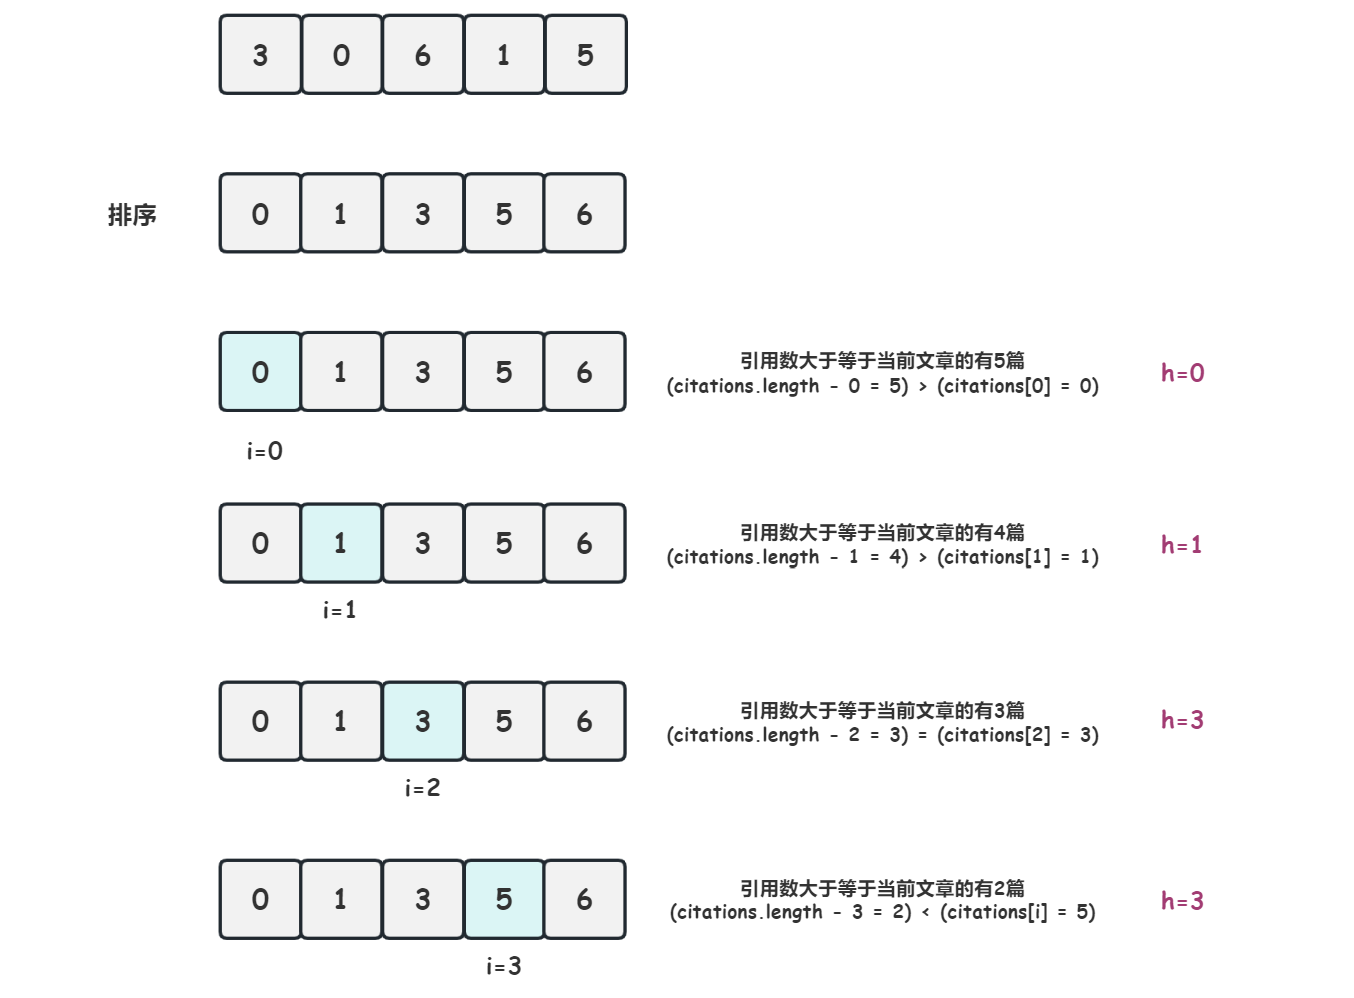 3 0 6 1 5
排序 0 1 3 5 6
0 1 3 5 6
引用数大于等于当前文章的有5篇
(citations.length - 0 = 5) > (citations[0] = 0)
h=0
i=0
0 1 3 5 6
引用数大于等于当前文章的有4篇
(citations.length - 1 = 4) > (citations[1] = 1)
h=1
i=1
0 1 3 5 6
引用数大于等于当前文章的有3篇
(citations.length - 2 = 3) = (citations[2] = 3)
h=3
i=2
0 1 3 5 6
引用数大于等于当前文章的有2篇
(citations.length - 3 = 2) < (citations[i] = 5)
h=3
i=3